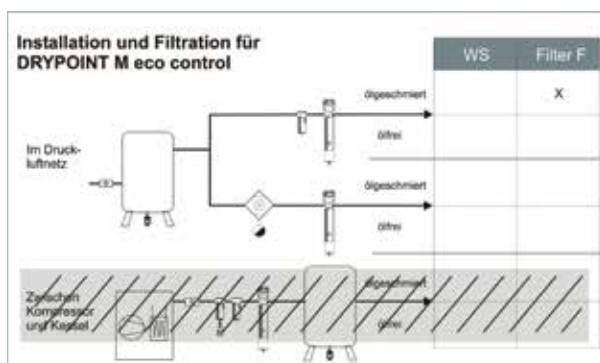 Installation und Filtration für
DRYPOINT M eco control
WS
Filter F
ölgeschmiert
X
ölfrei
Im Druck-
luftnetz
ölgeschmiert
ölfrei
Zwischen
Kompressor
und Kessel
ölgeschmiert
ölfrei